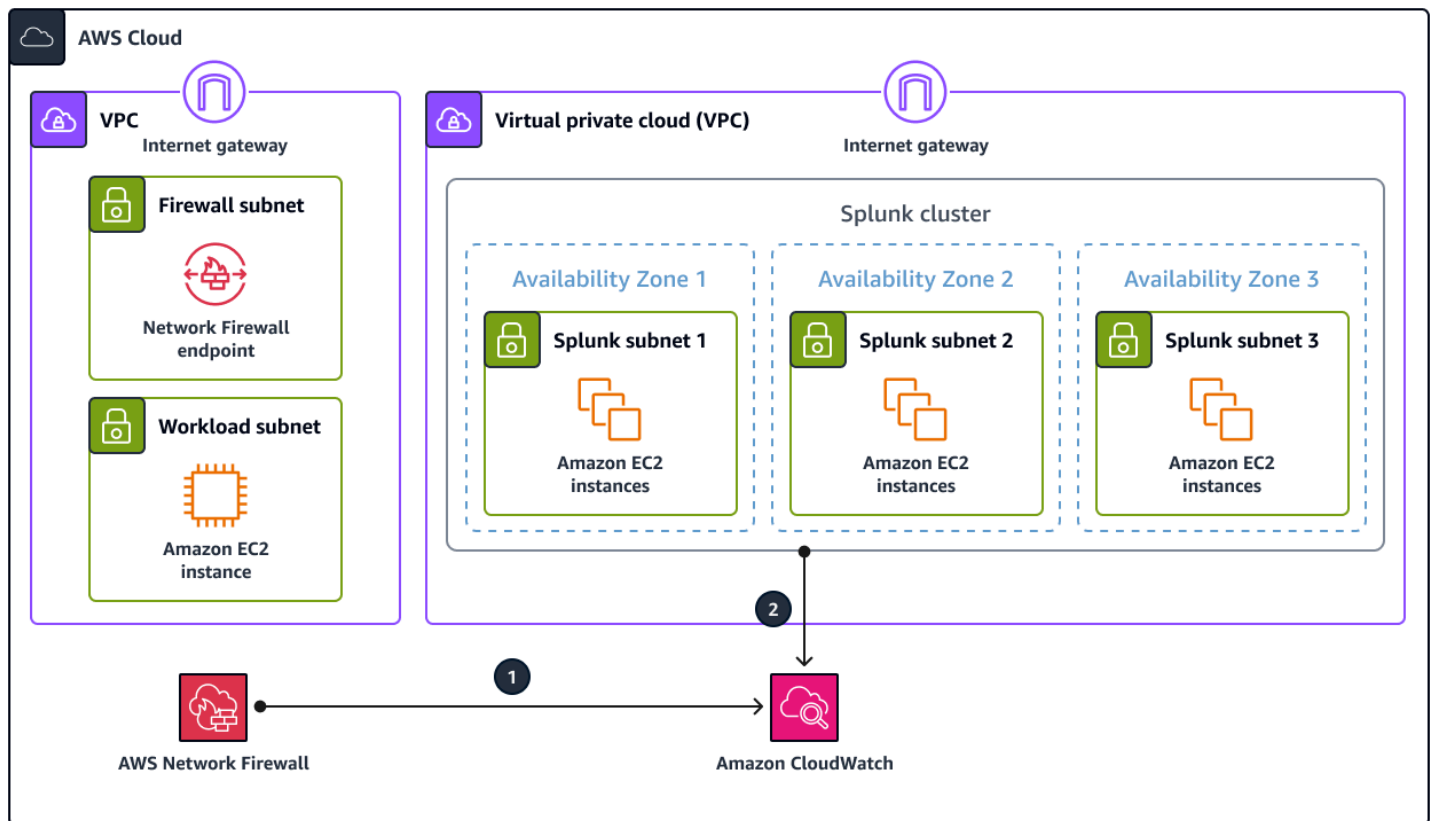 AWS Cloud
VPC
Internet gateway
Firewall subnet
Network Firewall
endpoint
Workload subnet
Amazon EC2
instance
Virtual private cloud (VPC)
Internet gateway
Splunk cluster
Availability Zone 1
Splunk subnet 1
Amazon EC2
instances
Availability Zone 2
Splunk subnet 2
Amazon EC2
instances
Availability Zone 3
Splunk subnet 3
Amazon EC2
instances
2
1
AWS Network Firewall
Amazon CloudWatch